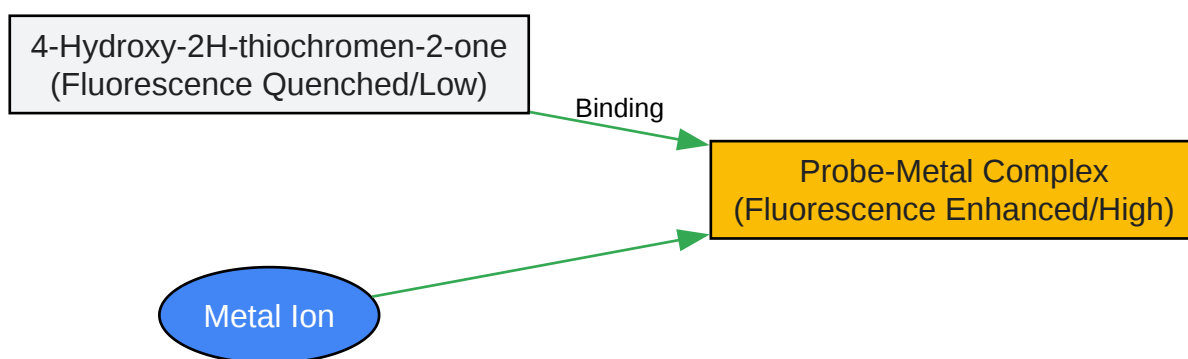 4-Hydroxy-2H-thiochromen-2-one
(Fluorescence Quenched/Low)
Binding
Probe-Metal Complex
(Fluorescence Enhanced/High)
Metal Ion